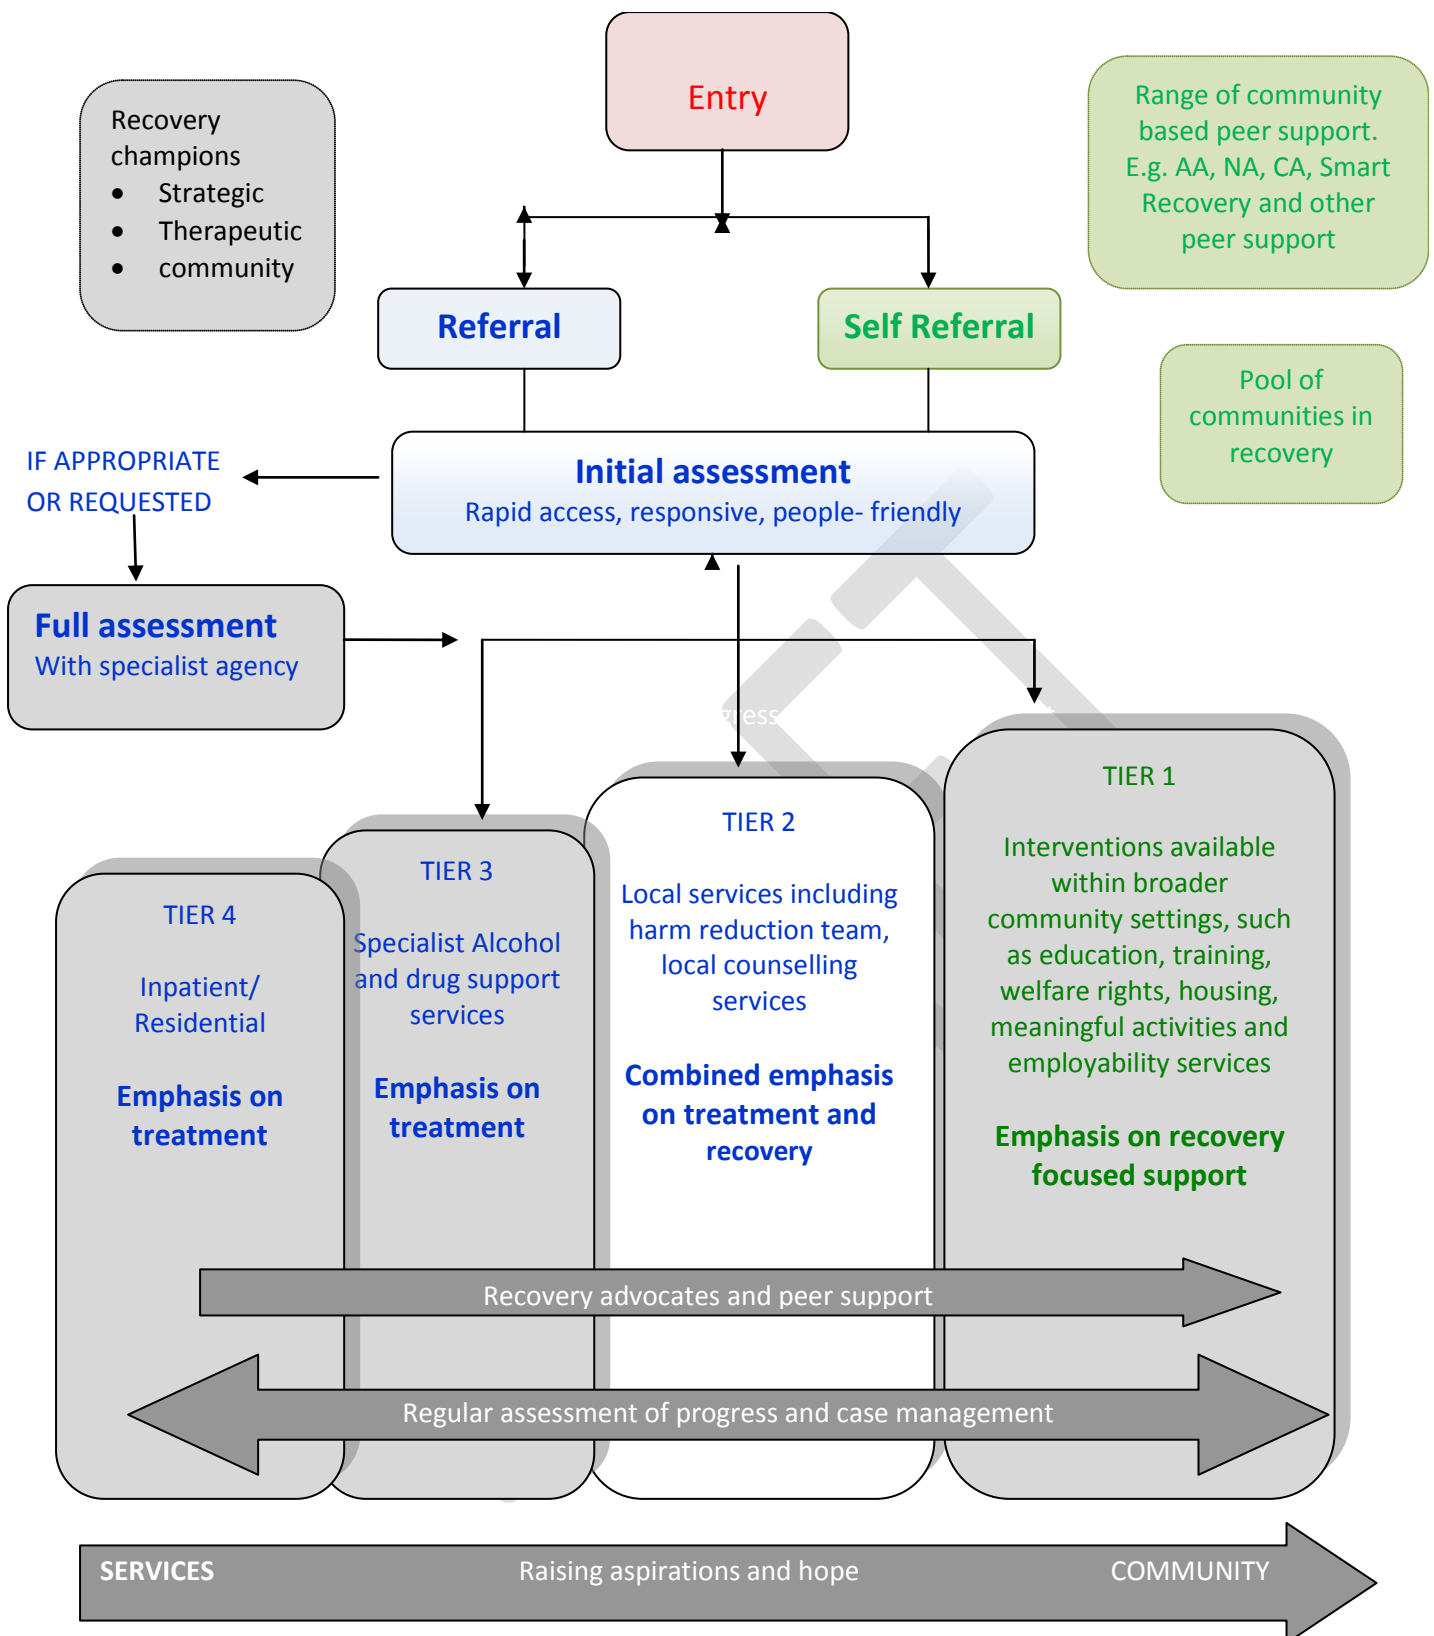 Entry
Recovery
champions
• Strategic
• Therapeutic
• community
Range of community
based peer support.
E.g. AA, NA, CA, Smart
Recovery and other
peer support
Referral
Self Referral
Pool of
communities in
recovery
IF APPROPRIATE
OR REQUESTED
Initial assessment
Rapid access, responsive, people- friendly
Full assessment
With specialist agency
gress
TIER 4
Inpatient/
Residential
Emphasis on
treatment
TIER 3
Specialist Alcohol
and drug support
services
Emphasis on
treatment
TIER 2
Local services including
harm reduction team,
local counselling
services
Combined emphasis
on treatment and
recovery
TIER 1
Interventions available
within broader
community settings, such
as education, training,
welfare rights, housing,
meaningful activities and
employability services
Emphasis on recovery
focused support
Recovery advocates and peer support
Regular assessment of progress and case management
SERVICES Raising aspirations and hope COMMUNITY